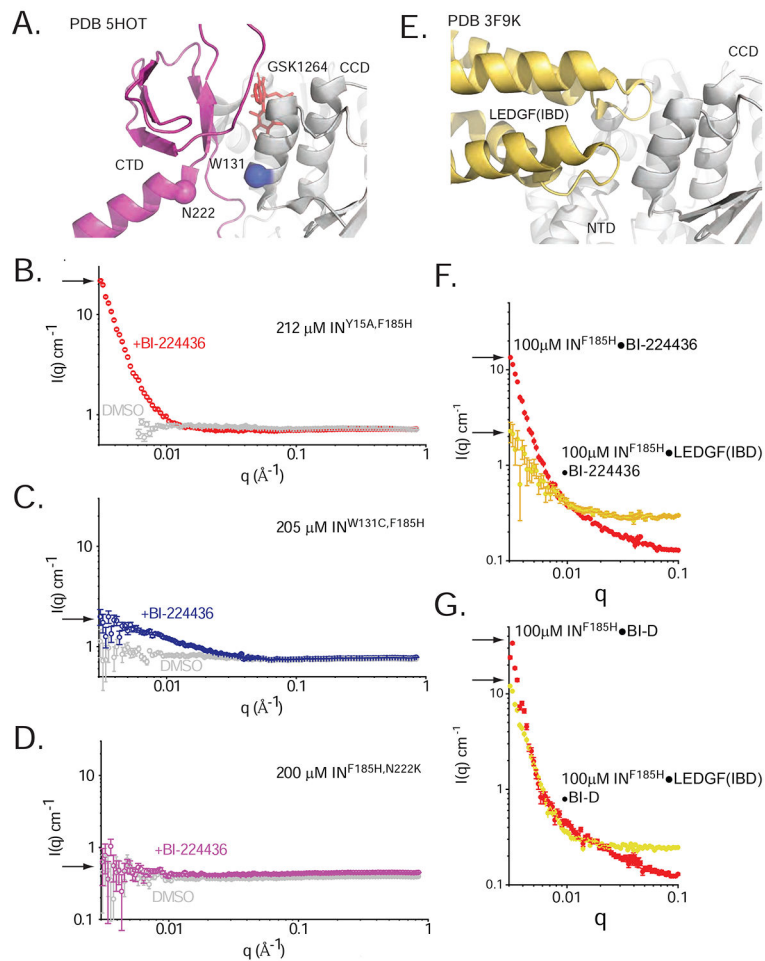 A.
PDB 5HOT
GSK1264
CCD
CTD
W131
N222
B.
10
1
I(q) cm⁻¹
+BI-224436
212 µM IN^Y15A,F185H
DMSO
0.01
0.1
1
q (Å⁻¹)
C.
10
1
I(q) cm⁻¹
205 µM IN^W131C,F185H
+BI-224436
DMSO
0.01
0.1
1
q (Å⁻¹)
D.
10
1
0.1
I(q) cm⁻¹
200 µM IN^F185H,N222K
+BI-224436
DMSO
0.01
0.1
1
q (Å⁻¹)
E.
PDB 3F9K
CCD
LEDGF(IBD)
NTD
F.
10
1
0.1
I(q) cm⁻¹
100µM IN^F185H●BI-224436
100µM IN^F185H●LEDGF(IBD)
●BI-224436
0.01
0.1
q
G.
10
1
0.1
I(q) cm⁻¹
100µM IN^F185H●BI-D
100µM IN^F185H●LEDGF(IBD)
●BI-D
0.01
0.1
q